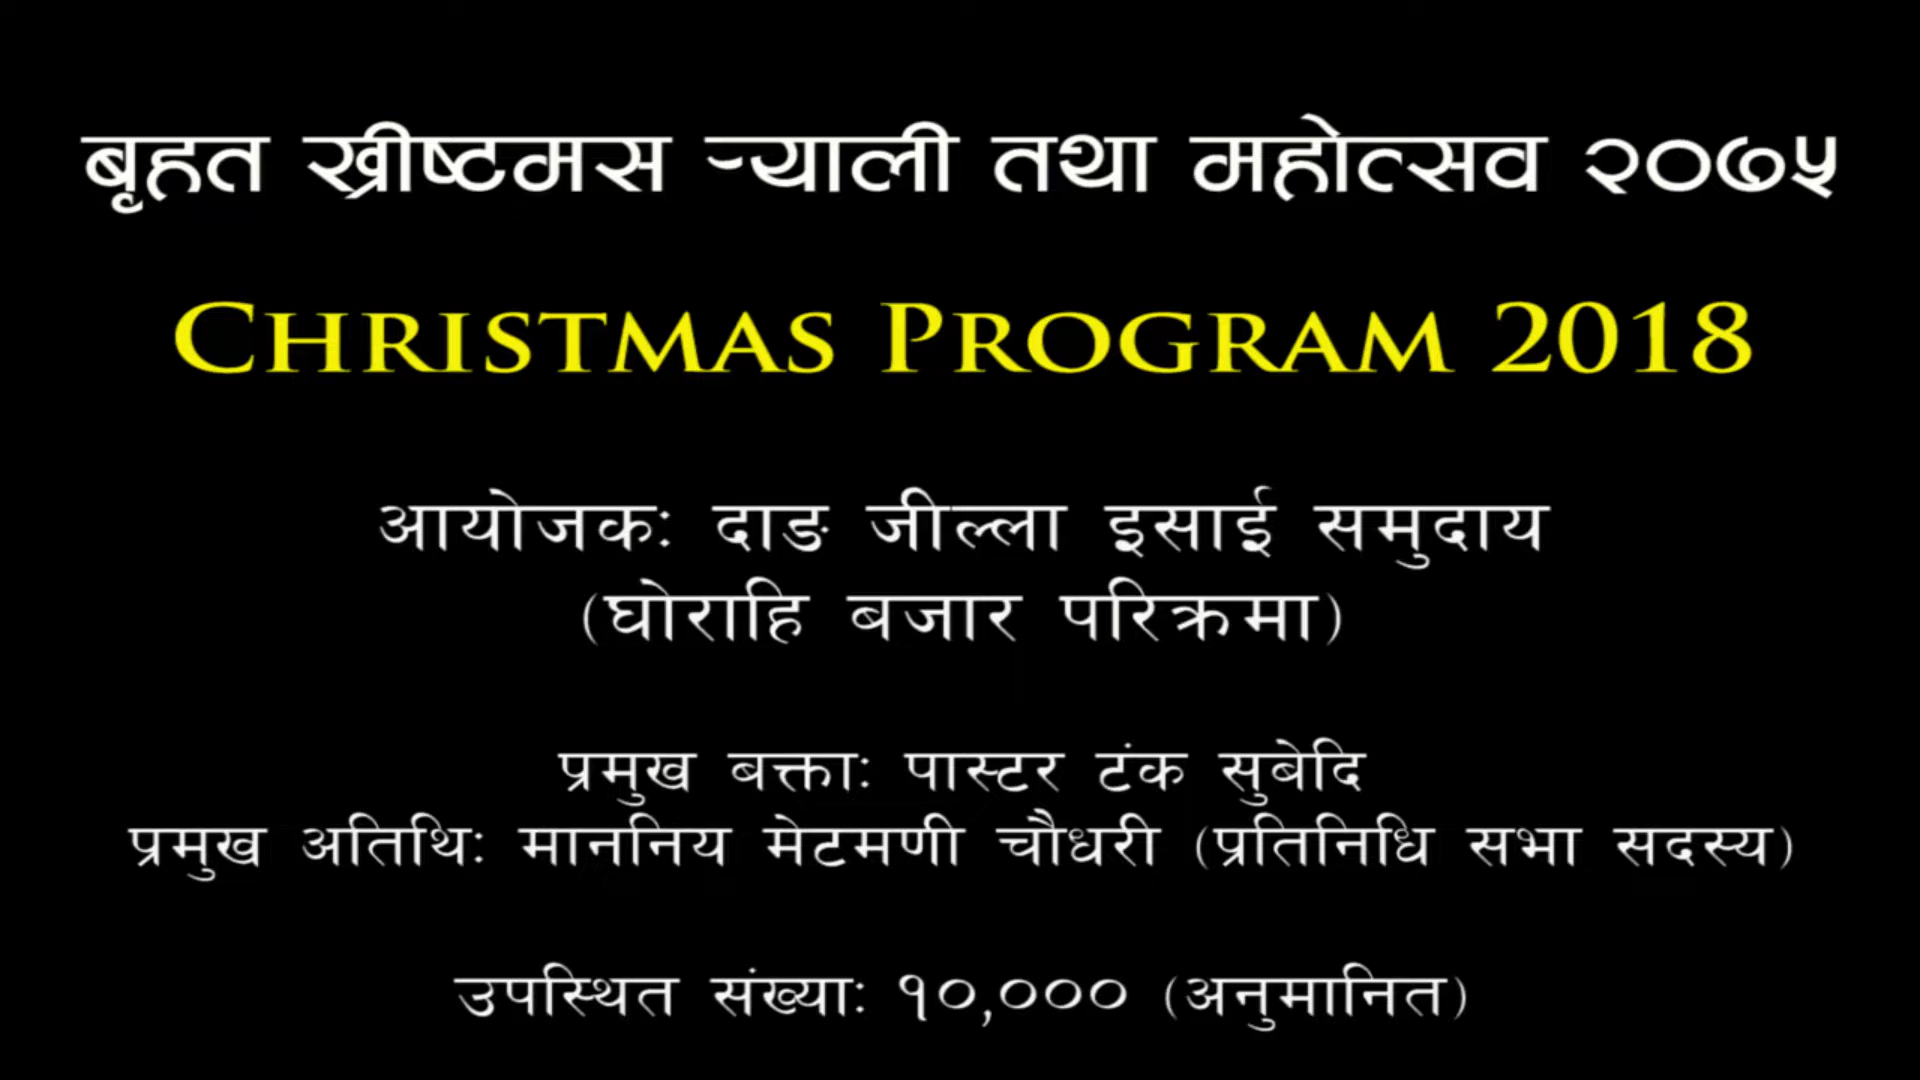 बृहत ख्रीष्टमस ऱ्याली तथा महोत्सव २०७५
CHRISTMAS PROGRAM 2018
आयोजकः दाङ जील्ला इसाई समुदाय
(घोराहि बजार परिक्रमा)
प्रमुख बक्ताः पास्टर टंक सुबेदि
प्रमुख अतिथिः माननिय मेटमणी चौधरी (प्रतिनिधि सभा सदस्य)
उपस्थित संख्याः १०,००० (अनुमानित)